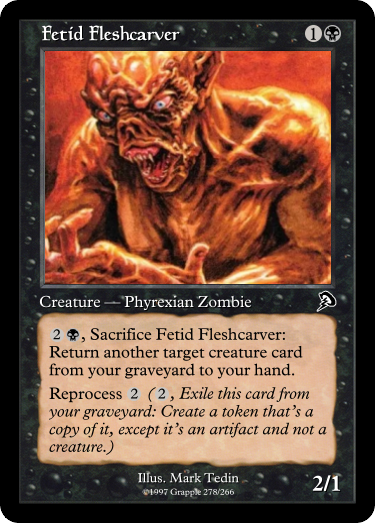 Fetid Fleshcarver 1
Creature — Phyrexian Zombie
2 , Sacrifice Fetid Fleshcarver:
Return another target creature card
from your graveyard to your hand.
Reprocess 2 (2, Exile this card from
your graveyard: Create a token that's a
copy of it, except it's an artifact and not a
creature.)
Illus. Mark Tedin
©1997 Grapple 278/266
2/1